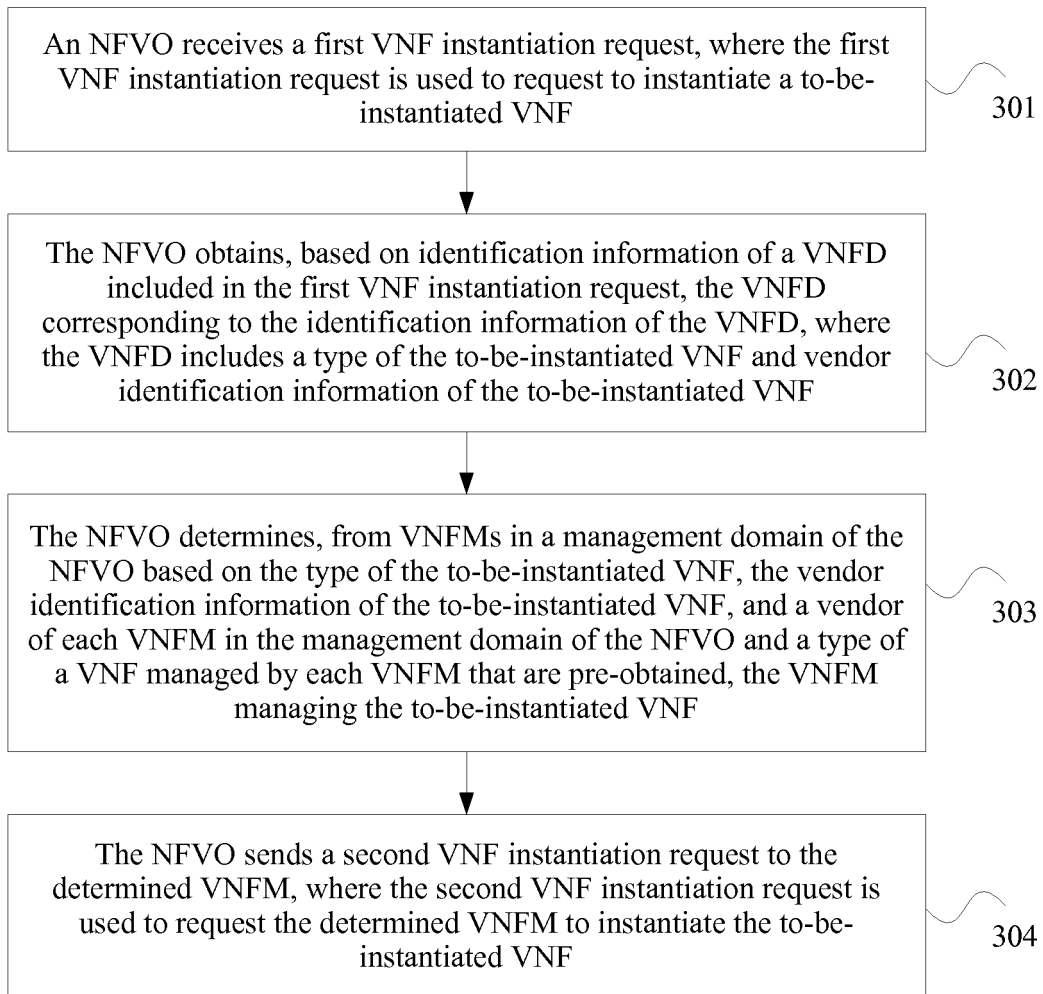 An NFVO receives a first VNF instantiation request, where the first
VNF instantiation request is used to request to instantiate a to-be-
instantiated VNF
301
The NFVO obtains, based on identification information of a VNFD
included in the first VNF instantiation request, the VNFD
corresponding to the identification information of the VNFD, where
the VNFD includes a type of the to-be-instantiated VNF and vendor
identification information of the to-be-instantiated VNF
302
The NFVO determines, from VNFMs in a management domain of the
NFVO based on the type of the to-be-instantiated VNF, the vendor
identification information of the to-be-instantiated VNF, and a vendor
of each VNFM in the management domain of the NFVO and a type of
a VNF managed by each VNFM that are pre-obtained, the VNFM
managing the to-be-instantiated VNF
303
The NFVO sends a second VNF instantiation request to the
determined VNFM, where the second VNF instantiation request is
used to request the determined VNFM to instantiate the to-be-
instantiated VNF
304